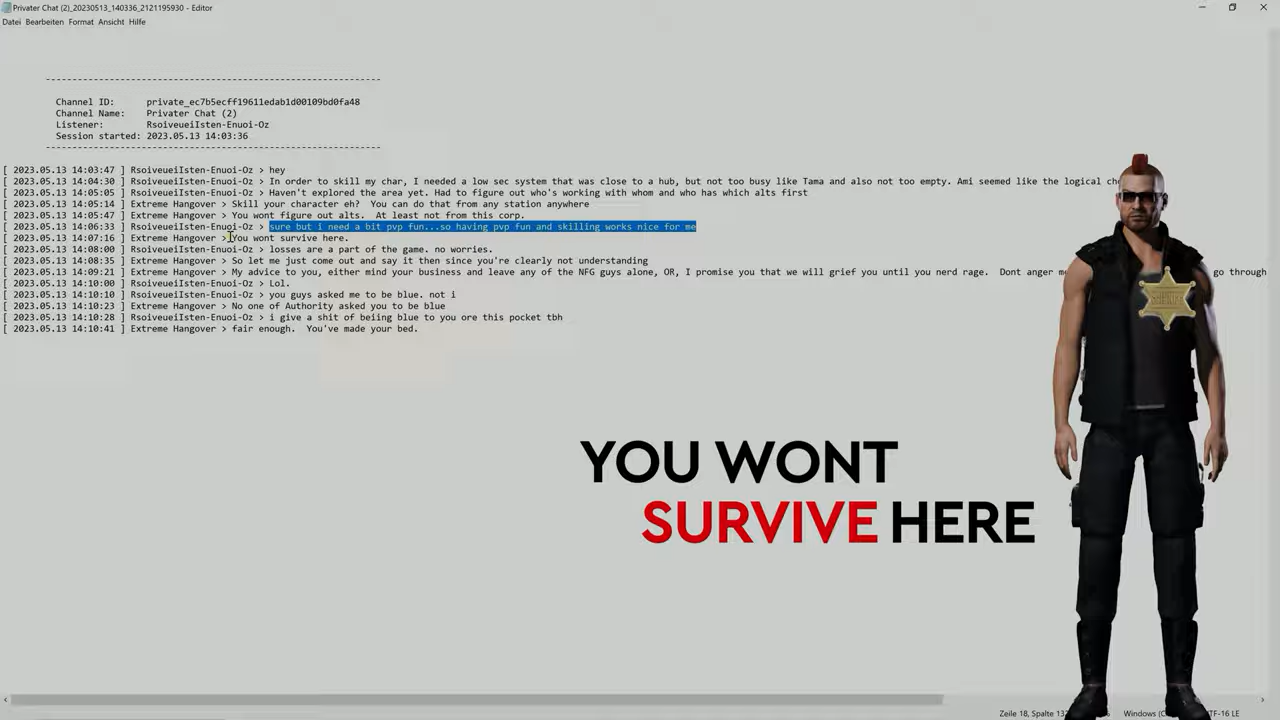 Privater Chat (2)_20230513_140336_2121195930 - Editor
Datei Bearbeiten Format Ansicht Hilfe
---------------------------------------------------------------
Channel ID: private_ec7b5ecff19611edab1d00109bd0fa48
Channel Name: Privater Chat (2)
Listener: RsoiveueiIsten-Enuoi-Oz
Session started: 2023.05.13 14:03:36
---------------------------------------------------------------
[ 2023.05.13 14:03:47 ] RsoiveueiIsten-Enuoi-Oz > hey
[ 2023.05.13 14:04:30 ] RsoiveueiIsten-Enuoi-Oz > In order to skill my char, I needed a low sec system that was close to a hub, but not too busy like Tama and also not too empty. Ami seemed like the logical
[ 2023.05.13 14:05:05 ] RsoiveueiIsten-Enuoi-Oz > Haven't explored the area yet. Had to figure out who's working with whom and who has which alts first
[ 2023.05.13 14:05:14 ] Extreme Hangover > Skill your character eh? You can do that from any station anywhere
[ 2023.05.13 14:05:47 ] Extreme Hangover > You wont figure out alts. At least not from this corp.
[ 2023.05.13 14:06:33 ] RsoiveueiIsten-Enuoi-Oz > sure but i need a bit pvp fun...so having pvp fun and skilling works nice for me
[ 2023.05.13 14:07:16 ] Extreme Hangover > You wont survive here.
[ 2023.05.13 14:08:00 ] RsoiveueiIsten-Enuoi-Oz > losses are a part of the game. no worries.
[ 2023.05.13 14:08:35 ] Extreme Hangover > So let me just come out and say it then since you're clearly not understanding
[ 2023.05.13 14:09:21 ] Extreme Hangover > My advice to you, either mind your business and leave any of the NFG guys alone, OR, I promise you that we will grief you until you nerd rage. Dont anger go through
[ 2023.05.13 14:10:00 ] RsoiveueiIsten-Enuoi-Oz > Lol.
[ 2023.05.13 14:10:10 ] RsoiveueiIsten-Enuoi-Oz > you guys asked me to be blue. not i
[ 2023.05.13 14:10:23 ] Extreme Hangover > No one of Authority asked you to be blue
[ 2023.05.13 14:10:28 ] RsoiveueiIsten-Enuoi-Oz > i give a shit of beiing blue to you ore this pocket tbh
[ 2023.05.13 14:10:41 ] Extreme Hangover > fair enough. You've made your bed.
YOU WONT
SURVIVE HERE
Zeile 18, Spalte